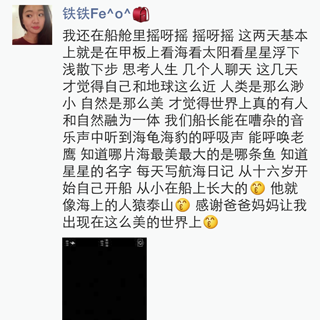 铁铁Fe^o^
我还在船舱里摇呀摇 摇呀摇 这两天基本
上就是在甲板上看海看太阳看星星浮下
浅散下步 思考人生 几个人聊天 这几天
才觉得自己和地球这么近 人类是那么渺
小 自然是那么美 才觉得世界上真的有人
和自然融为一体 我们船长能在嘈杂的音
乐声中听到海龟海豹的呼吸声 能呼唤老
鹰 知道哪片海最美最大的是哪条鱼 知道
星星的名字 每天写航海日记 从十六岁开
始自己开船 从小在船上长大的 他就
像海上的人猿泰山 感谢爸爸妈妈让我
出现在这么美的世界上